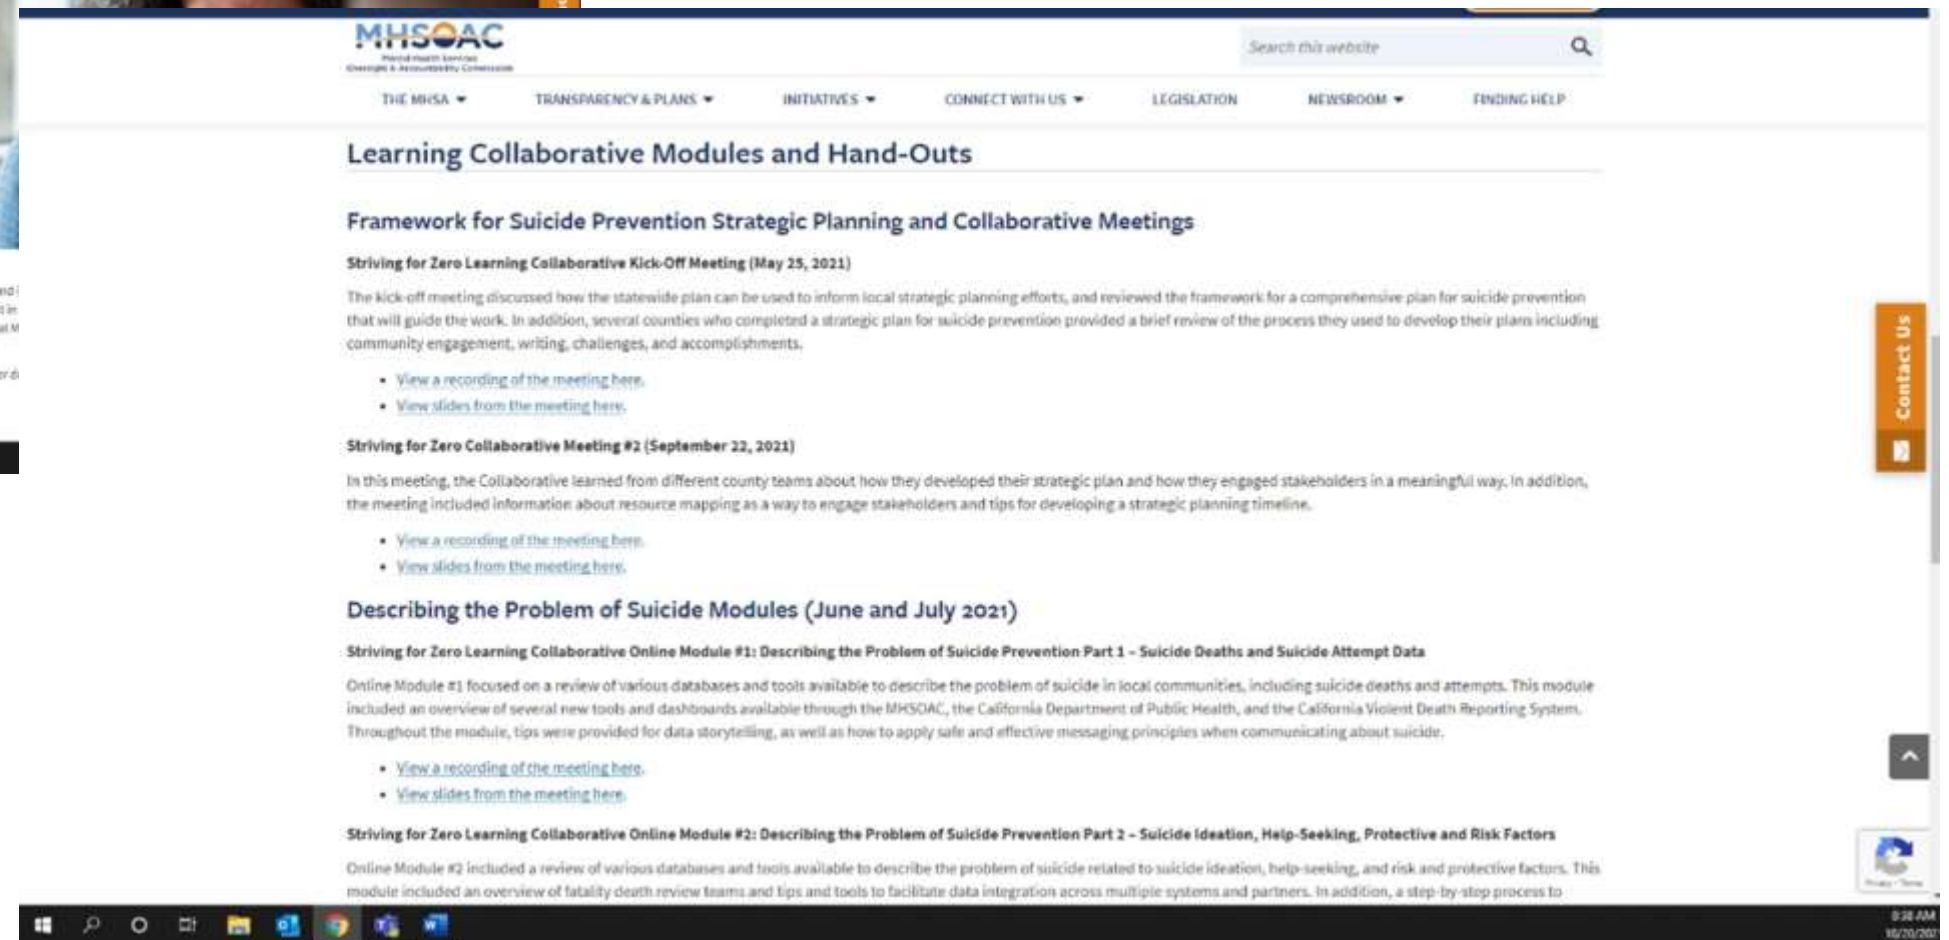 MHSOAC
Mental Health Services
Oversight & Accountability Commission
Search this website
THE MHSA
TRANSPARENCY & PLANS
INITIATIVES
CONNECT WITH US
LEGISLATION
NEWSROOM
FINDING HELP
Learning Collaborative Modules and Hand-Outs
Framework for Suicide Prevention Strategic Planning and Collaborative Meetings
Striving for Zero Learning Collaborative Kick-Off Meeting (May 25, 2021)
The kick-off meeting discussed how the statewide plan can be used to inform local strategic planning efforts, and reviewed the framework for a comprehensive plan for suicide prevention
that will guide the work. In addition, several counties who completed a strategic plan for suicide prevention provided a brief review of the process they used to develop their plans including
community engagement, writing, challenges, and accomplishments.
• View a recording of the meeting here.
• View slides from the meeting here.
Striving for Zero Collaborative Meeting #2 (September 22, 2021)
In this meeting, the Collaborative learned from different county teams about how they developed their strategic plan and how they engaged stakeholders in a meaningful way. In addition,
the meeting included information about resource mapping as a way to engage stakeholders and tips for developing a strategic planning timeline.
• View a recording of the meeting here.
• View slides from the meeting here.
Describing the Problem of Suicide Modules (June and July 2021)
Striving for Zero Learning Collaborative Online Module #1: Describing the Problem of Suicide Prevention Part 1 – Suicide Deaths and Suicide Attempt Data
Online Module #1 focused on a review of various databases and tools available to describe the problem of suicide in local communities, including suicide deaths and attempts. This module
included an overview of several new tools and dashboards available through the MHSOAC, the California Department of Public Health, and the California Violent Death Reporting System.
Throughout the module, tips were provided for data storytelling, as well as how to apply safe and effective messaging principles when communicating about suicide.
• View a recording of the meeting here.
• View slides from the meeting here.
Striving for Zero Learning Collaborative Online Module #2: Describing the Problem of Suicide Prevention Part 2 – Suicide Ideation, Help-Seeking, Protective and Risk Factors
Online Module #2 included a review of various databases and tools available to describe the problem of suicide related to suicide ideation, help-seeking, and risk and protective factors. This
module included an overview of fatality death review teams and tips and tools to facilitate data integration across multiple systems and partners. In addition, a step-by-step process to
Contact Us
Privacy - Terms
8:38 AM